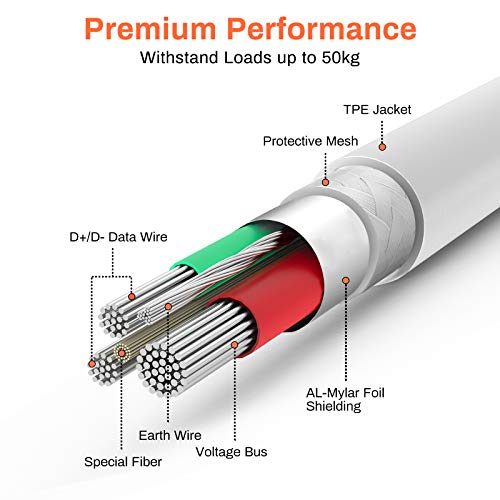 Premium Performance
Withstand Loads up to 50kg
TPE Jacket
Protective Mesh
D+/D- Data Wire
AL-Mylar Foil
Shielding
Earth Wire
Voltage Bus
Special Fiber